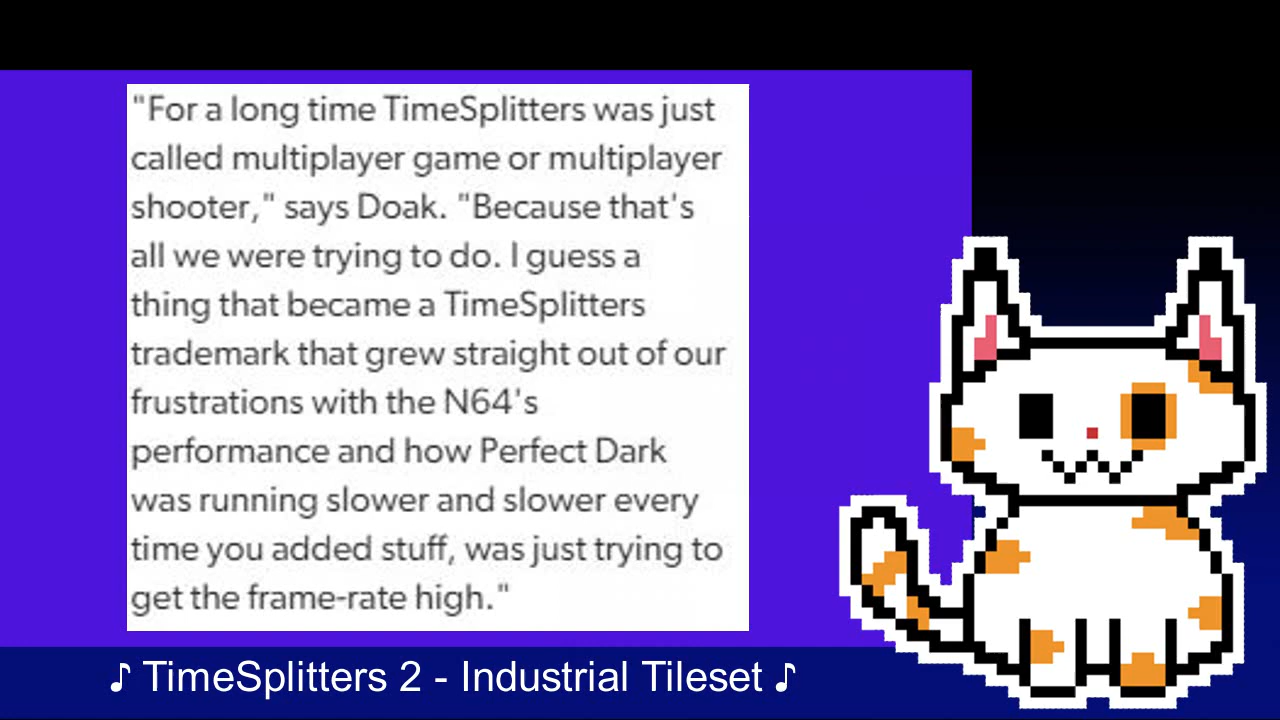 "For a long time TimeSplitters was just
called multiplayer game or multiplayer
shooter," says Doak. "Because that's
all we were trying to do. I guess a
thing that became a TimeSplitters
trademark that grew straight out of our
frustrations with the N64's
performance and how Perfect Dark
was running slower and slower every
time you added stuff, was just trying to
get the frame-rate high."
♪ TimeSplitters 2 - Industrial Tileset ♪